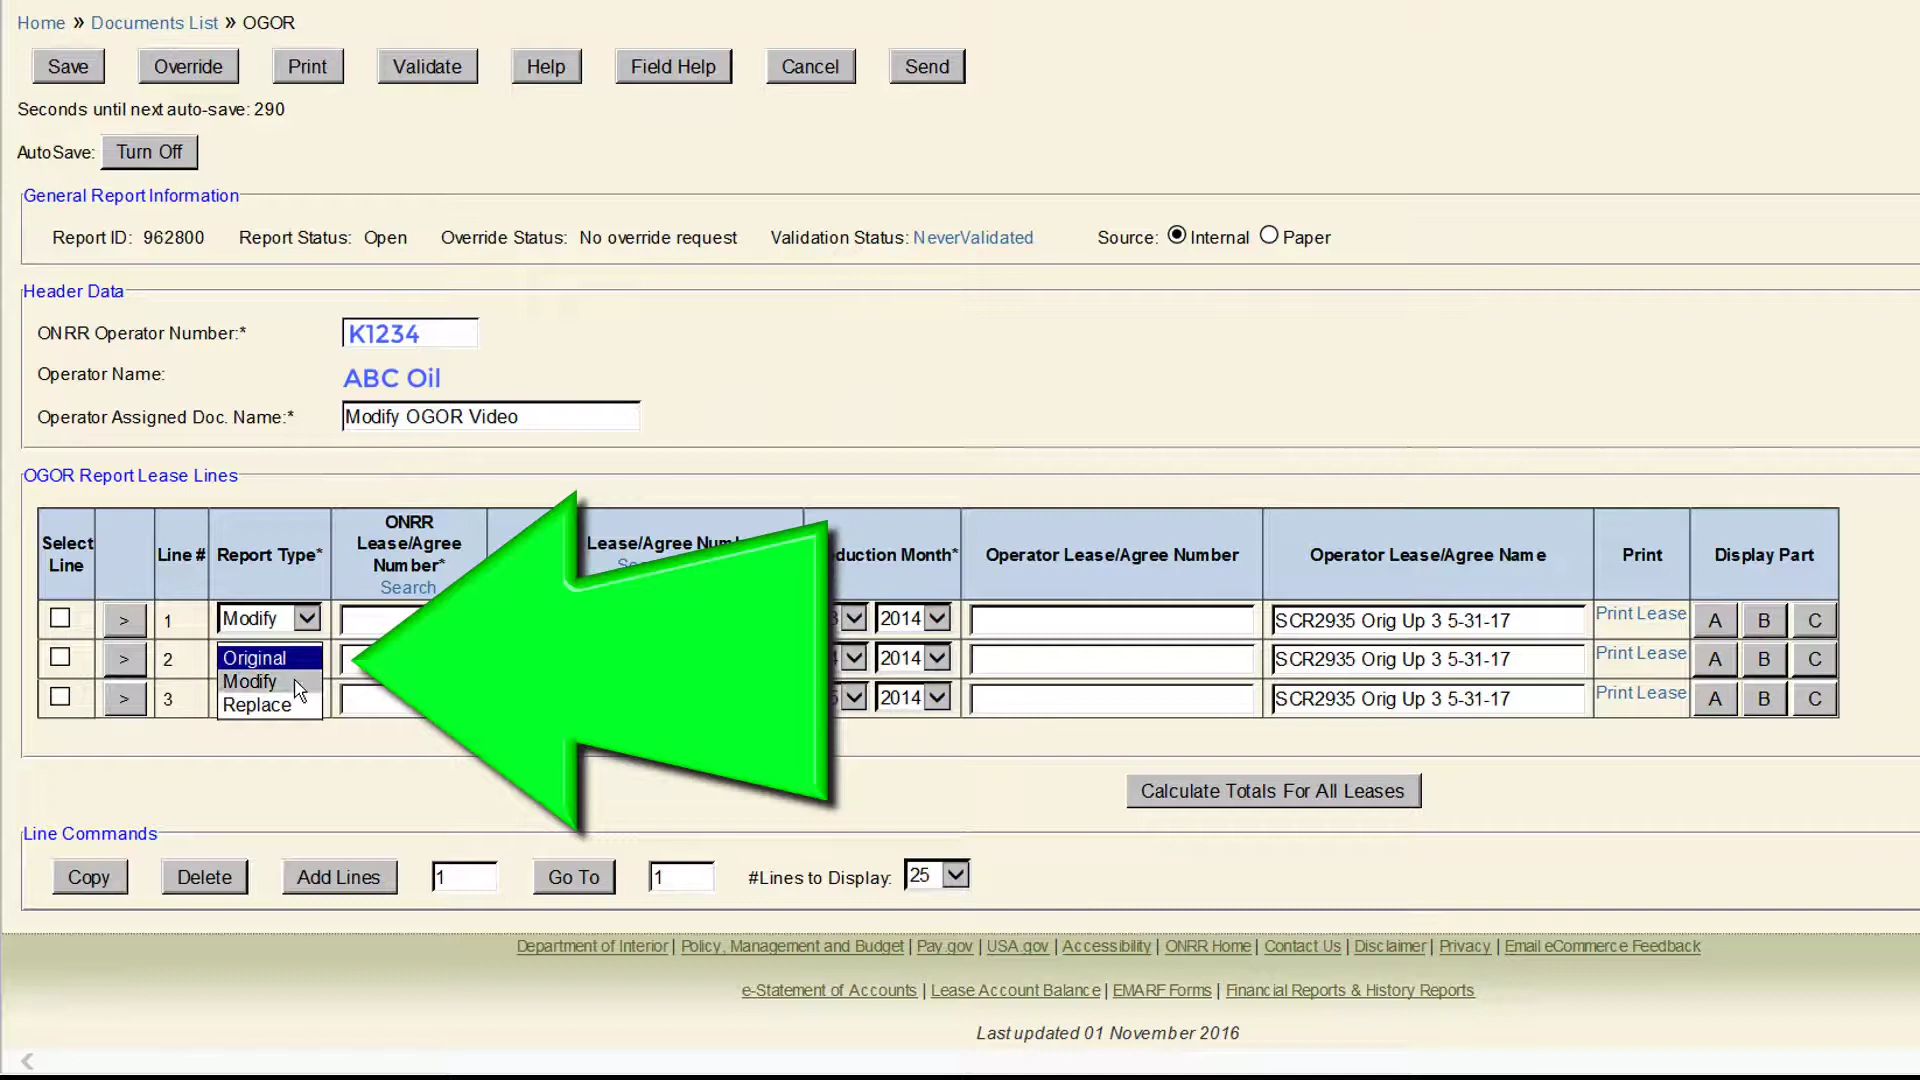 Home » Documents List » OGOR
Save Override Print Validate Help Field Help Cancel Send
Seconds until next auto-save: 290
AutoSave: Turn Off
General Report Information
Report ID: 962800 Report Status: Open Override Status: No override request Validation Status: NeverValidated Source: Internal Paper
Header Data
ONRR Operator Number:* K1234
Operator Name: ABC Oil
Operator Assigned Doc. Name:* Modify OGOR Video
OGOR Report Lease Lines
Select Line Line # Report Type* ONRR Lease/Agree Number* Search Lease/Agree Month* Operator Lease/Agree Number Operator Lease/Agree Name Print Display Part
> 1 Modify 2014 SCR2935 Orig Up 3 5-31-17 Print Lease A B C
> 2 Original 2014 SCR2935 Orig Up 3 5-31-17 Print Lease A B C
Modify
> 3 Replace 2014 SCR2935 Orig Up 3 5-31-17 Print Lease A B C
Calculate Totals For All Leases
Line Commands
Copy Delete Add Lines 1 Go To 1 #Lines to Display: 25
Department of Interior | Policy, Management and Budget | Pay.gov | USA.gov | Accessibility | ONRR Home | Contact Us | Disclaimer | Privacy | Email eCommerce Feedback
e-Statement of Accounts | Lease Account Balance | EMARF Forms | Financial Reports & History Reports
Last updated 01 November 2016